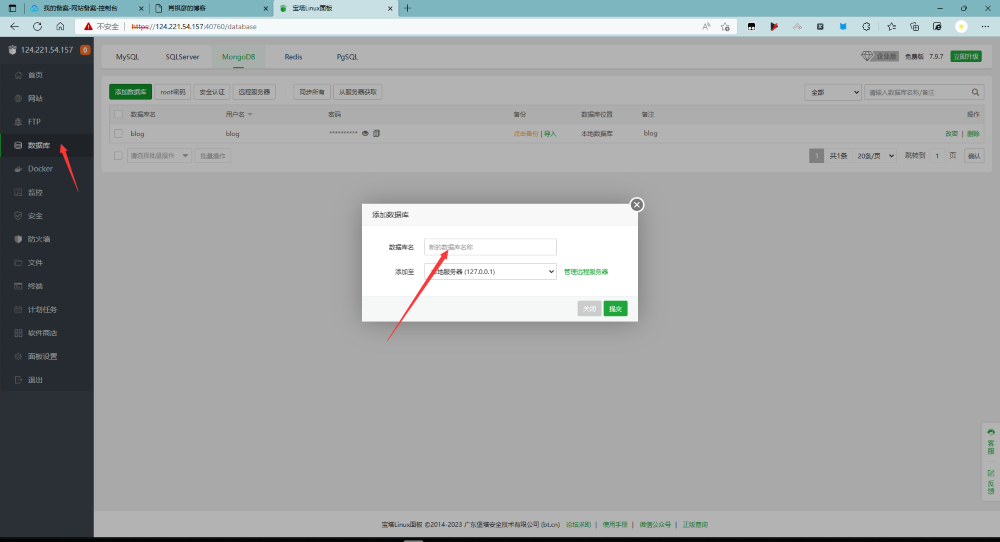 我的备案-网站备案-控制台
宝塔Linux面板
不安全
https://124.221.54.157:40760/database
124.221.54.157
0
首页
网站
FTP
数据库
Docker
监控
安全
防火墙
文件
终端
计划任务
软件商店
面板设置
退出
MySQL
SQLServer
MongoDB
Redis
PgSQL
企业版
免费版
7.9.7
立即升级
添加数据库
root密码
安全认证
远程服务器
同步所有
从服务器获取
全部
请输入数据库名称/备注
数据库名
用户名
密码
备份
数据库位置
备注
操作
blog
blog
**********
点击备份 | 导入
本地数据库
blog
改密 | 删除
请选择批量操作
批量操作
1
共1条
20条/页
跳转到
1
页
确认
添加数据库
数据库名
新的数据库名称
添加至
本地服务器 (127.0.0.1)
管理远程服务器
关闭
提交
客服
反馈
宝塔Linux面板 ©2014-2023 广东堡塔安全技术有限公司 (bt.cn)
论坛求助 | 使用手册 | 微信公众号 | 正版查询